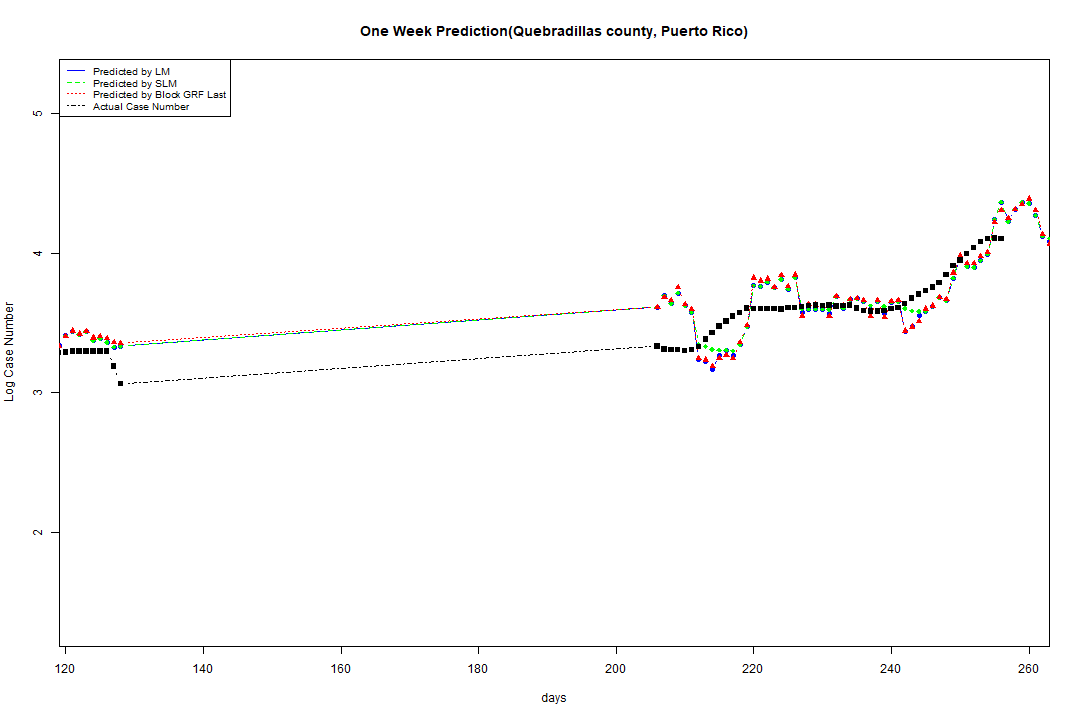 One Week Prediction(Quebradillas county, Puerto Rico)
Predicted by LM
Predicted by SLM
Predicted by Block GRF Last
Actual Case Number
5
4
3
2
Log Case Number
120 140 160 180 200 220 240 260
days